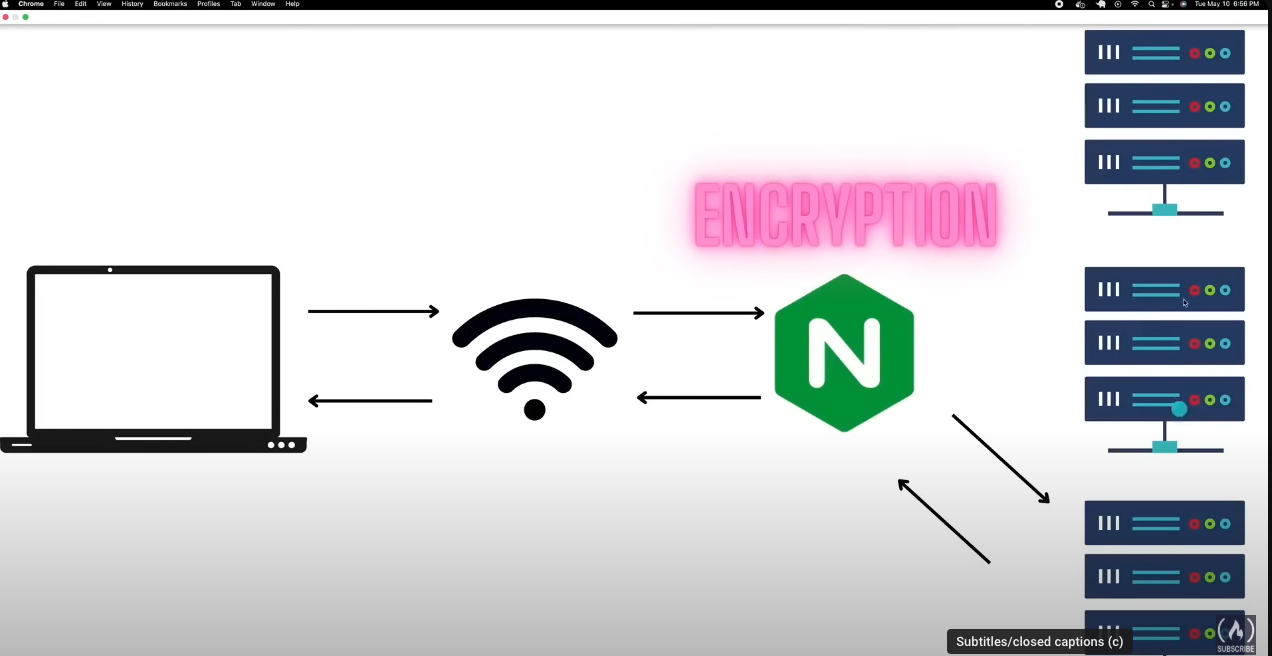 Chrome File Edit View History Bookmarks Profiles Tab Window Help
Tue May 10 6:56 PM
ENCRYPTION
N
Subtitles/closed captions (c)
SUBSCRIBE